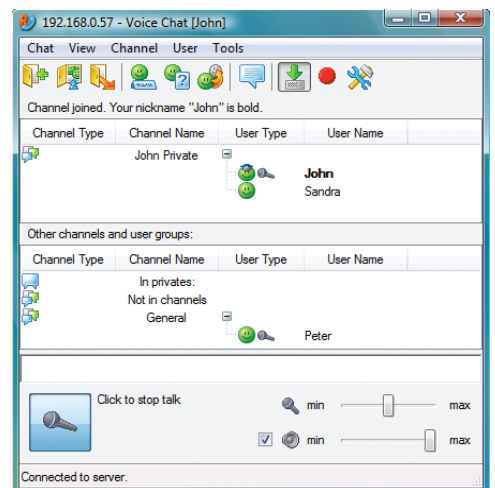 192.168.0.57 - Voice Chat [John]
Chat View Channel User Tools
Channel joined. Your nickname "John" is bold.
Channel Type Channel Name User Type User Name
John Private
John
Sandra
Other channels and user groups:
Channel Type Channel Name User Type User Name
In privates:
Not in channels
General
Peter
Click to stop talk
min max
min max
Connected to server.